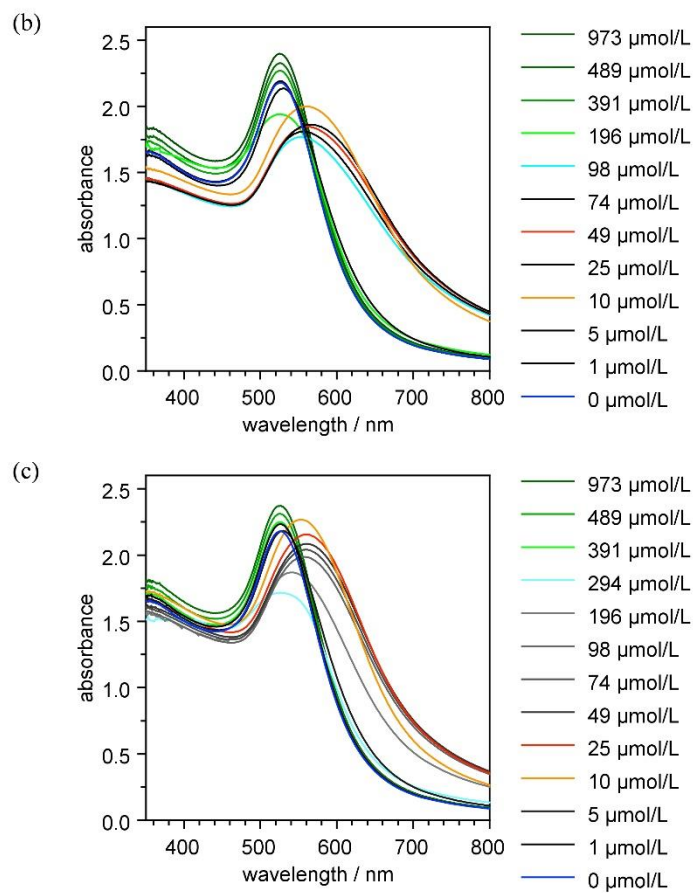 (b)
2.5
2.0
1.5
1.0
0.5
0.0
absorbance
400 500 600 700 800
wavelength / nm
973 µmol/L
489 µmol/L
391 µmol/L
196 µmol/L
98 µmol/L
74 µmol/L
49 µmol/L
25 µmol/L
10 µmol/L
5 µmol/L
1 µmol/L
0 µmol/L
(c)
2.5
2.0
1.5
1.0
0.5
0.0
absorbance
400 500 600 700 800
wavelength / nm
973 µmol/L
489 µmol/L
391 µmol/L
294 µmol/L
196 µmol/L
98 µmol/L
74 µmol/L
49 µmol/L
25 µmol/L
10 µmol/L
5 µmol/L
1 µmol/L
0 µmol/L